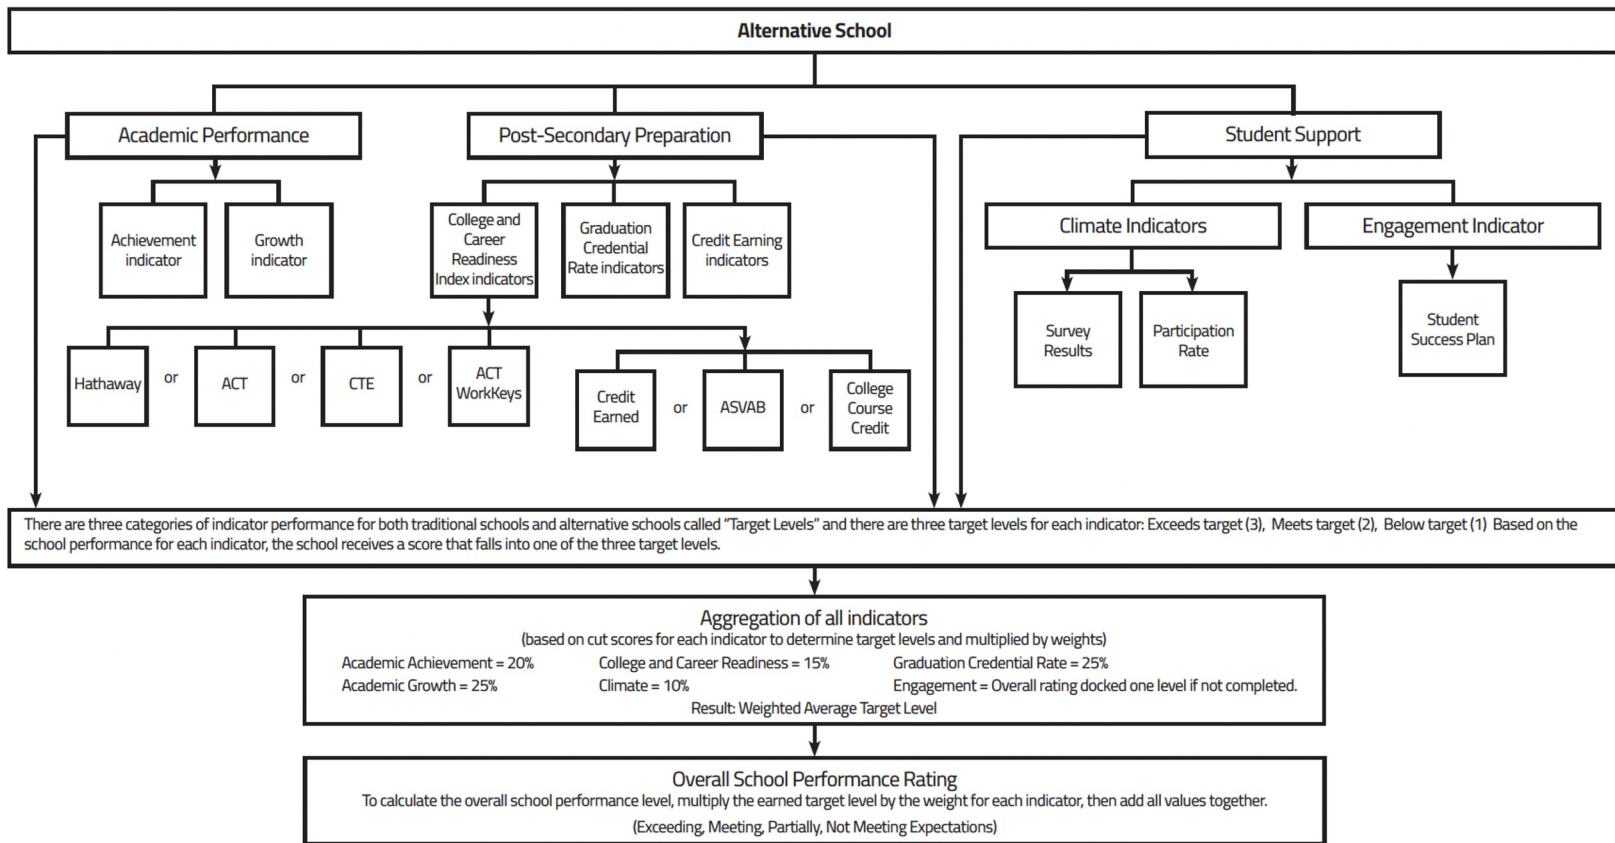 Alternative School
Academic Performance
Post-Secondary Preparation
Student Support
Achievement
indicator
Growth
indicator
College and
Career
Readiness
Index indicators
Graduation
Credential
Rate indicators
Credit Earning
indicators
Climate Indicators
Engagement Indicator
Survey
Results
Participation
Rate
Student
Success Plan
Hathaway
or
ACT
or
CTE
or
ACT
WorkKeys
Credit
Earned
or
ASVAB
or
College
Course
Credit
There are three categories of indicator performance for both traditional schools and alternative schools called "Target Levels" and there are three target levels for each indicator: Exceeds target (3), Meets target (2), Below target (1) Based on the
school performance for each indicator, the school receives a score that falls into one of the three target levels.
Aggregation of all indicators
(based on cut scores for each indicator to determine target levels and multiplied by weights)
Academic Achievement = 20% College and Career Readiness = 15% Graduation Credential Rate = 25%
Academic Growth = 25% Climate = 10% Engagement = Overall rating docked one level if not completed.
Result: Weighted Average Target Level
Overall School Performance Rating
To calculate the overall school performance level, multiply the earned target level by the weight for each indicator, then add all values together.
(Exceeding, Meeting, Partially, Not Meeting Expectations)